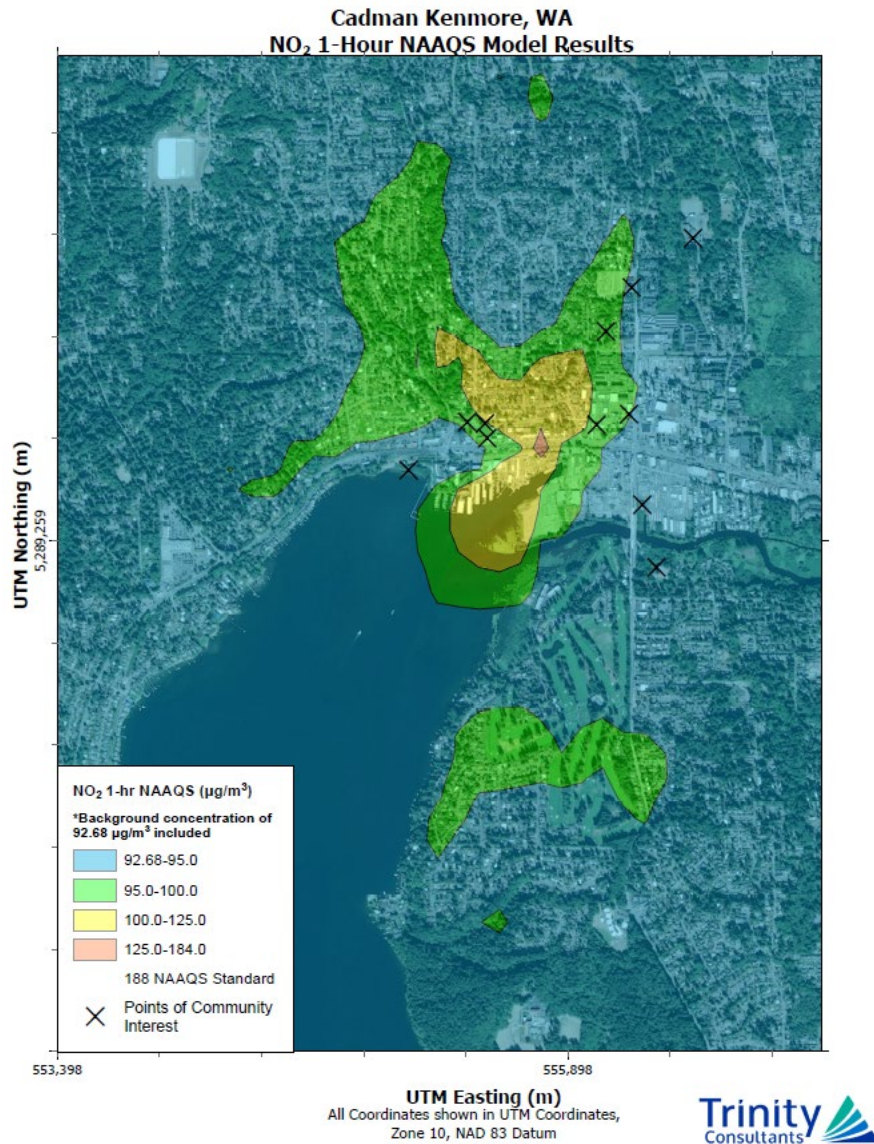 Cadman Kenmore, WA
NO₂ 1-Hour NAAQS Model Results
UTM Northing (m)
5,289,259
NO₂ 1-hr NAAQS (µg/m³)
*Background concentration of
92.68 µg/m³ included
92.68-95.0
95.0-100.0
100.0-125.0
125.0-184.0
188 NAAQS Standard
Points of Community
Interest
553,398
555,898
UTM Easting (m)
All Coordinates shown in UTM Coordinates,
Zone 10, NAD 83 Datum
Trinity
Consultants